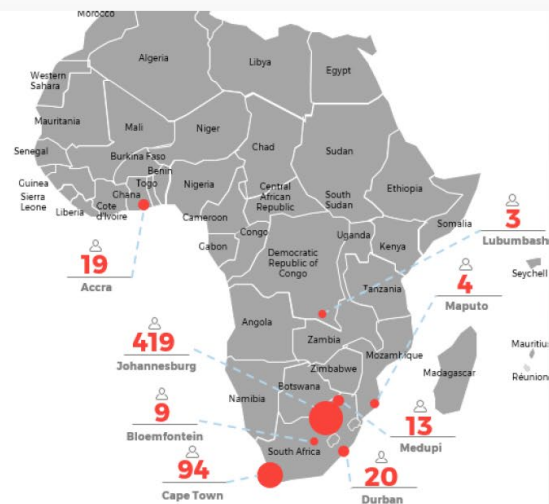 Morocco
Algeria
Libya
Egypt
Western
Sahara
Mauritania
Mali
Niger
Chad
Sudan
Senegal
Burkina Faso
Benin
Guinea
Sierra
Leone
Liberia
Cote
d'Ivoire
Ghana
Togo
Nigeria
Cameroon
Central
African
Republic
South
Sudan
Ethiopia
Somalia
Gabon
Congo
Democratic
Republic of
Congo
Uganda
Kenya
Tanzania
Angola
Zambia
Mozambique
Zimbabwe
Botswana
Namibia
South Africa
Madagascar
Seychell
Mauritiu
Réunion
19
Accra
3
Lubumbash
4
Maputo
419
Johannesburg
9
Bloemfontein
13
Medupi
94
Cape Town
20
Durban